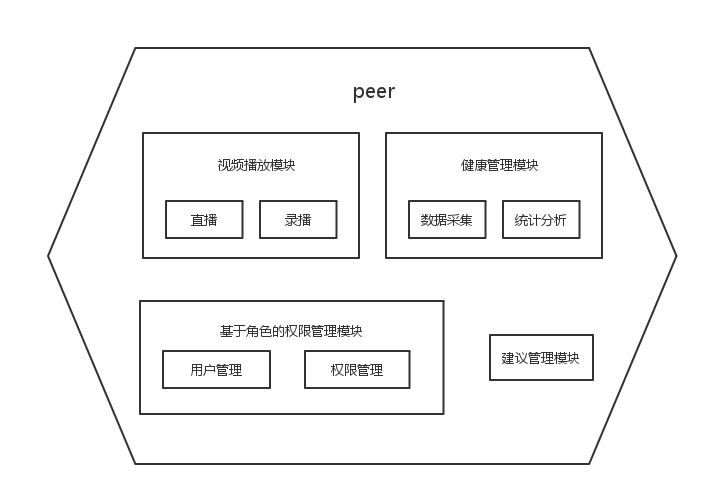 peer
视频播放模块
健康管理模块
直播
录播
数据采集
统计分析
基于角色的权限管理模块
用户管理
权限管理
建议管理模块